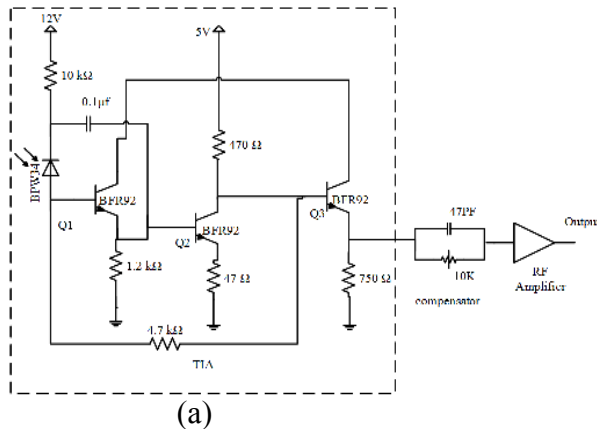 12V
5V
10 kΩ
0.1μf
470 Ω
BPW34
BFR92
BFR92
BFR92
Q1
Q2
Q3
47PF
Output
1.2 kΩ
47 Ω
750 Ω
10K
RF
Amplifier
compensator
4.7 kΩ
TIA
(a)